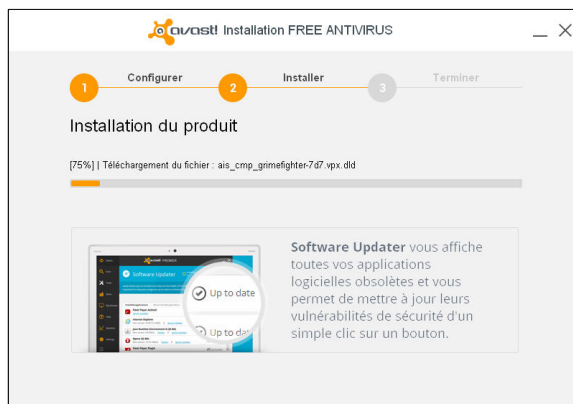 avast! Installation FREE ANTIVIRUS
1 Configurer 2 Installer 3 Terminer
Installation du produit
[75%] | Téléchargement du fichier : ais_cmp_grimefighter-7d7.vpx.dld
Software Updater
Up to date
Up to dat
Software Updater vous affiche
toutes vos applications
logicielles obsolètes et vous
permet de mettre à jour leurs
vulnérabilités de sécurité d'un
simple clic sur un bouton.